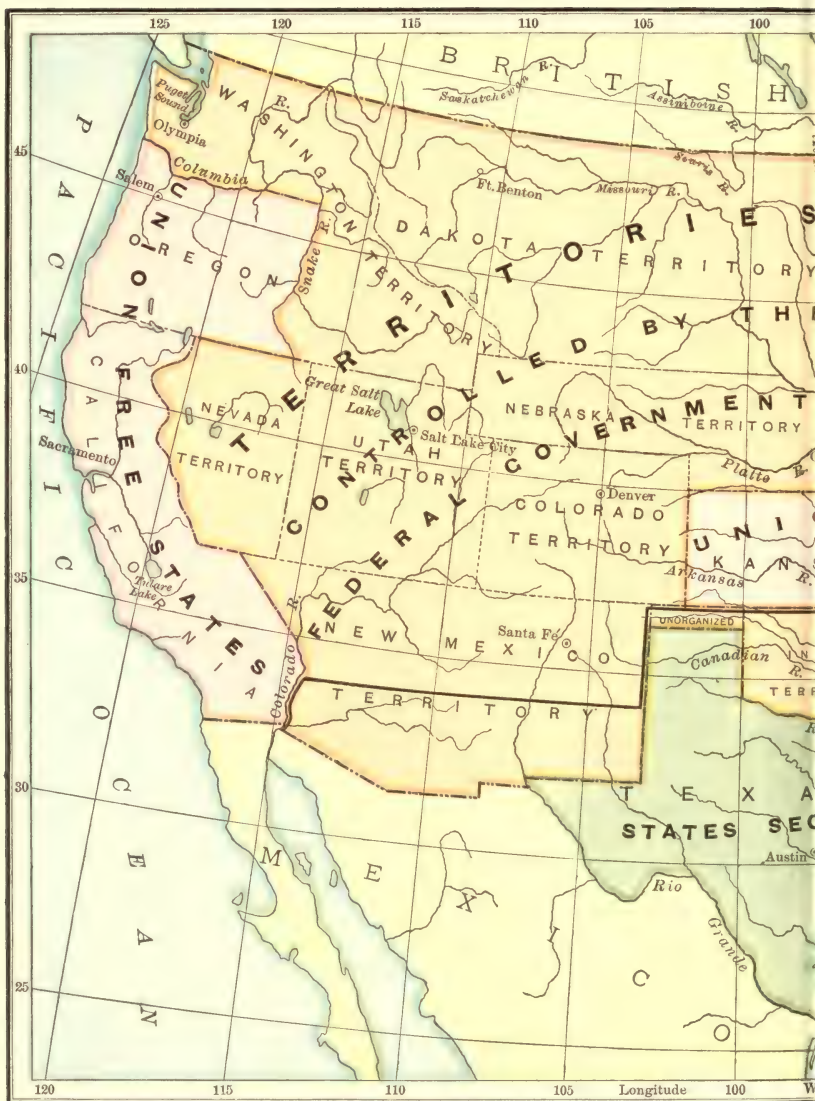 125 120 115 110 105 100
BRITISH
Saskatchewan R.
Assiniboine R.
Souris R.
Puget Sound
Olympia
WASHINGTON TERRITORY
R.
Columbia
45
Salem
UNION FREE STATES
OREGON
Snake R.
Ft. Benton
Missouri R.
DAKOTA TERRITORY
TERRITORIES
CONTROLLED BY
FEDERAL GOVERNMENT
PACIFIC OCEAN
40
CALIFORNIA
Sacramento
NEVADA
TERRITORY
Great Salt
Lake
Salt Lake City
UTAH
TERRITORY
NEBRASKA
TERRITORY
Platte R.
Denver
COLORADO
TERRITORY
UNI
KAN
Arkansas R.
35
Tulare
Lake
Colorado R.
NEW MEXICO
TERRITORY
Santa Fé
UNORGANIZED
Canadian R.
IN
TERR
R
30
TEXA
STATES SEC
Austin
MEXICO
Rio Grande
25
120 115 110 105 Longitude 100 W